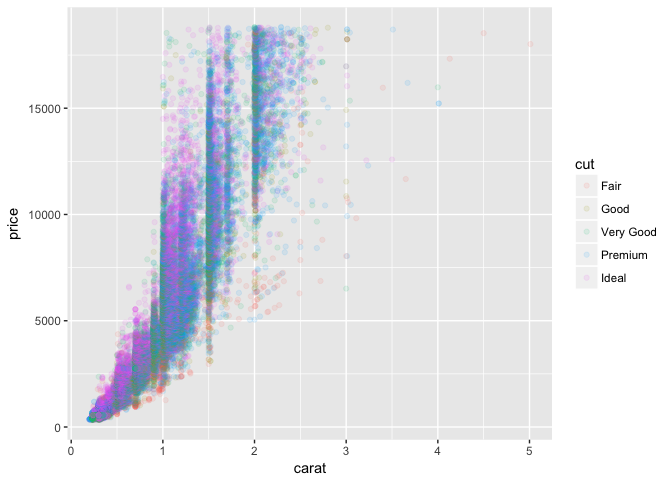 15000
10000
5000
0
price
0
1
2
3
4
5
carat
cut
Fair
Good
Very Good
Premium
Ideal